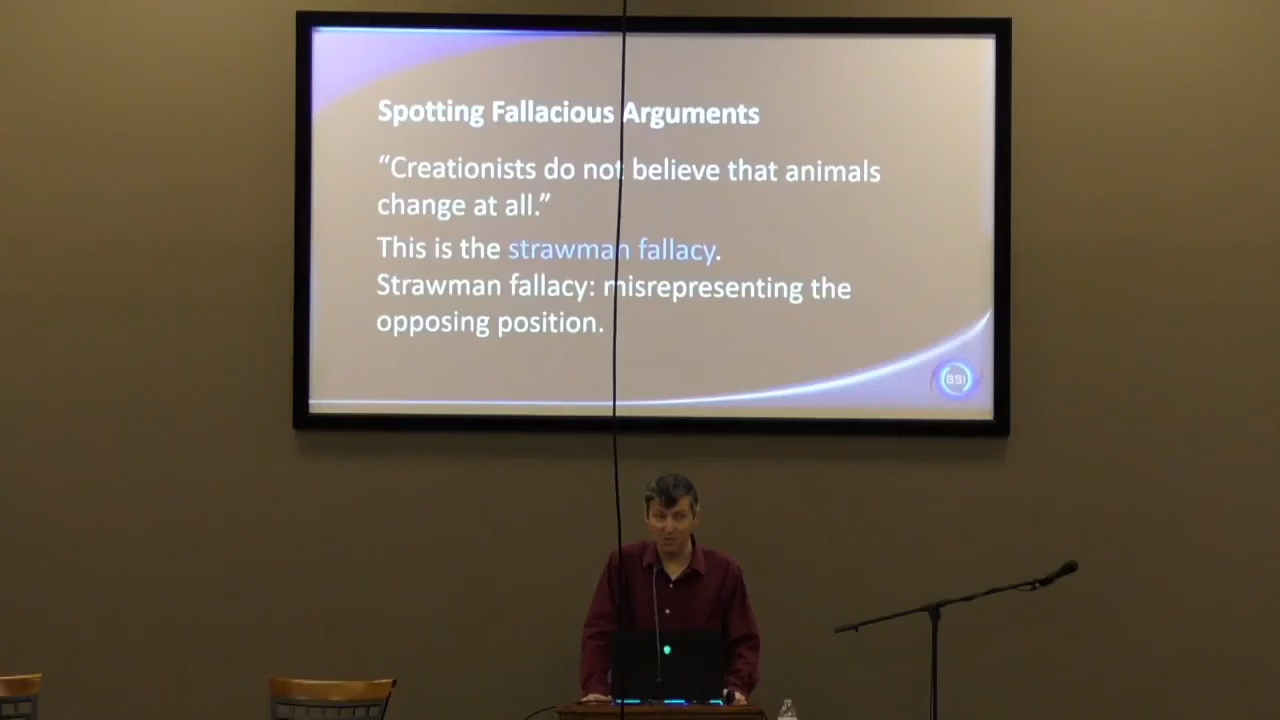 Spotting Fallacious Arguments
“Creationists do not believe that animals
change at all.”
This is the strawman fallacy.
Strawman fallacy: misrepresenting the
opposing position.
BSI